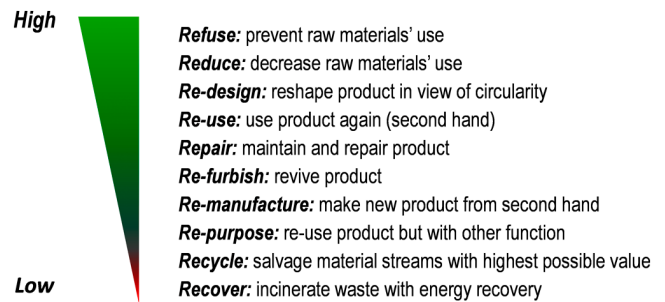 High
Refuse: prevent raw materials' use
Reduce: decrease raw materials' use
Re-design: reshape product in view of circularity
Re-use: use product again (second hand)
Repair: maintain and repair product
Re-furbish: revive product
Re-manufacture: make new product from second hand
Re-purpose: re-use product but with other function
Recycle: salvage material streams with highest possible value
Low
Recover: incinerate waste with energy recovery